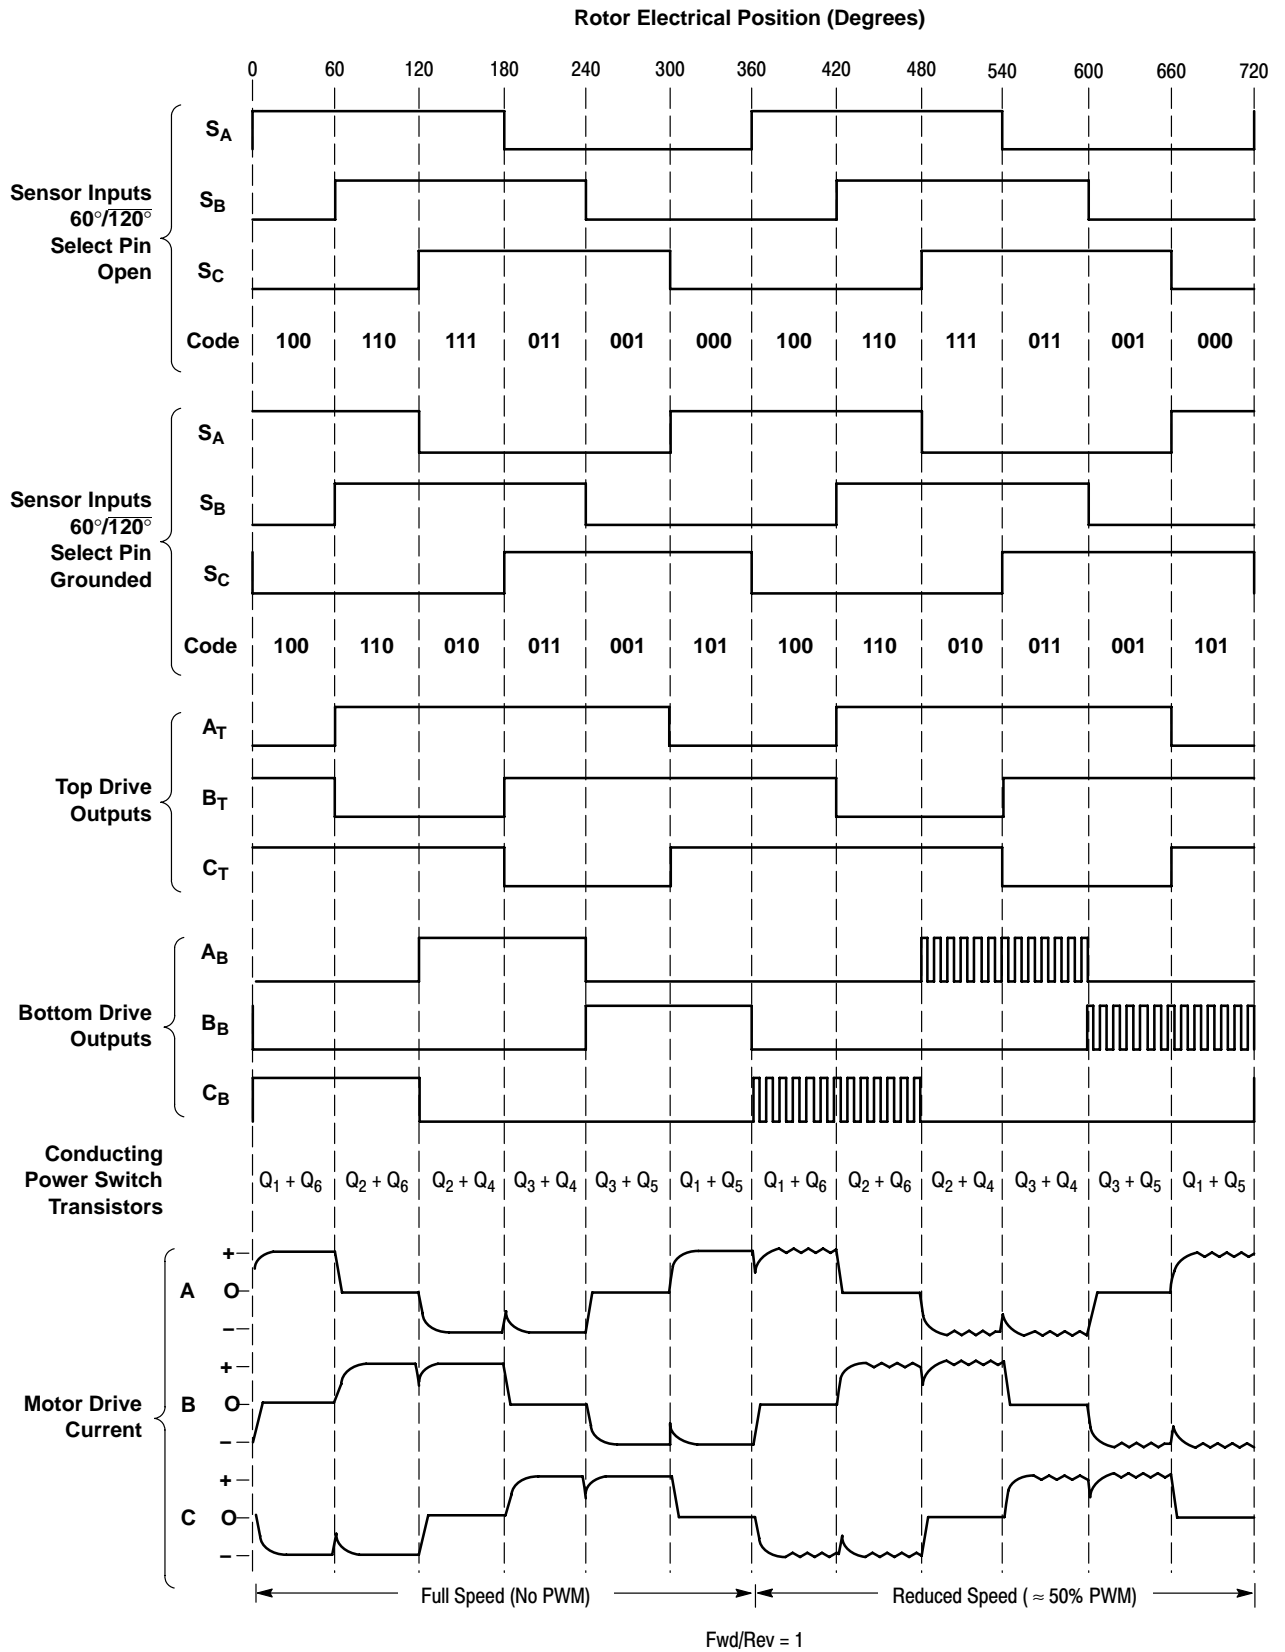 Rotor Electrical Position (Degrees)
0 60 120 180 240 300 360 420 480 540 600 660 720
Sensor Inputs
60°/120°
Select Pin
Open
SA
SB
SC
Code 100 110 111 011 001 000 100 110 111 011 001 000
Sensor Inputs
60°/120°
Select Pin
Grounded
SA
SB
SC
Code 100 110 010 011 001 101 100 110 010 011 001 101
Top Drive
Outputs
AT
BT
CT
Bottom Drive
Outputs
AB
BB
CB
Conducting
Power Switch
Transistors
Q1 + Q6 Q2 + Q6 Q2 + Q4 Q3 + Q4 Q3 + Q5 Q1 + Q5 Q1 + Q6 Q2 + Q6 Q2 + Q4 Q3 + Q4 Q3 + Q5 Q1 + Q5
Motor Drive
Current
+
A O
−
+
B O
−
+
C O
−
Full Speed (No PWM) Reduced Speed ( ≈ 50% PWM)
Fwd/Rev = 1